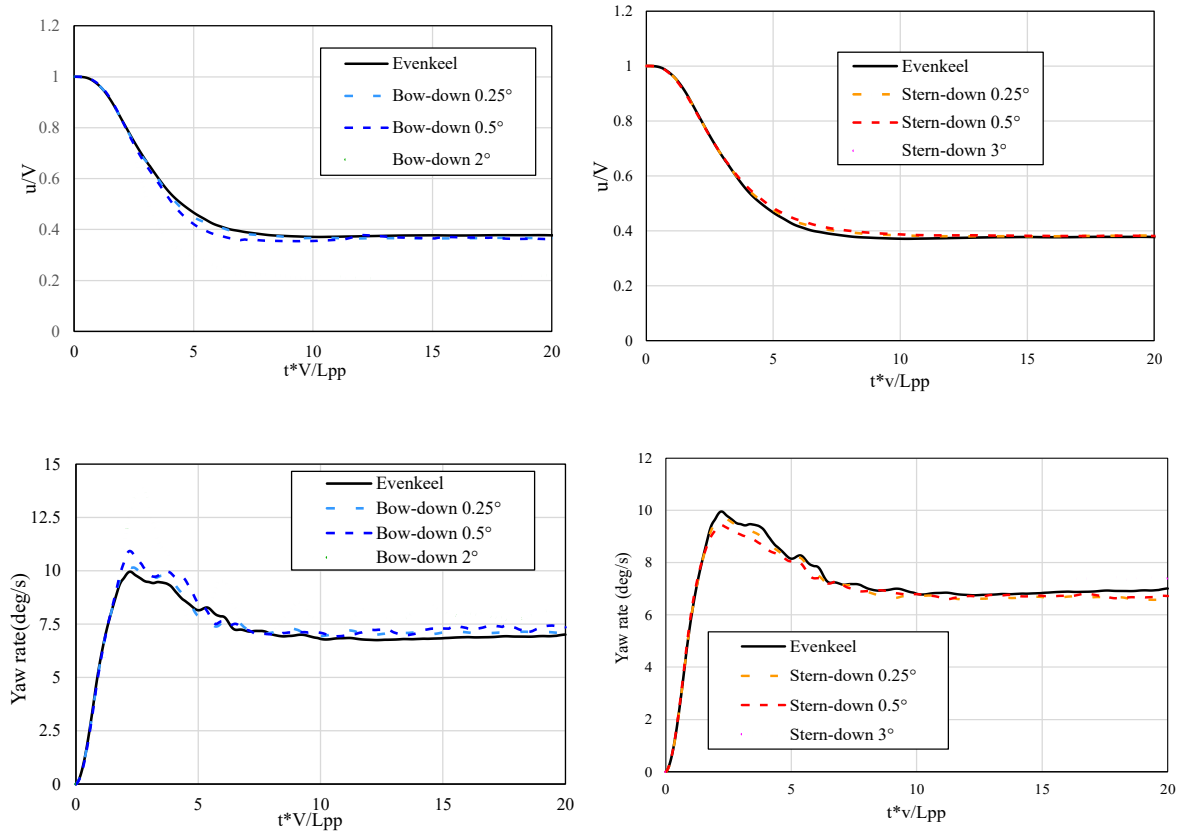 1.2
1
0.8
0.6
0.4
0.2
0
u/V
Evenkeel
Bow-down 0.25°
Bow-down 0.5°
Bow-down 2°
0 5 10 15 20
t*V/Lpp
1.2
1
0.8
0.6
0.4
0.2
0
u/V
Evenkeel
Stern-down 0.25°
Stern-down 0.5°
Stern-down 3°
0 5 10 15 20
t*v/Lpp
15
12.5
10
7.5
5
2.5
0
Yaw rate(deg/s)
Evenkeel
Bow-down 0.25°
Bow-down 0.5°
Bow-down 2°
0 5 10 15 20
t*V/Lpp
12
10
8
6
4
2
0
Yaw rate (deg/s)
Evenkeel
Stern-down 0.25°
Stern-down 0.5°
Stern-down 3°
0 5 10 15 20
t*v/Lpp